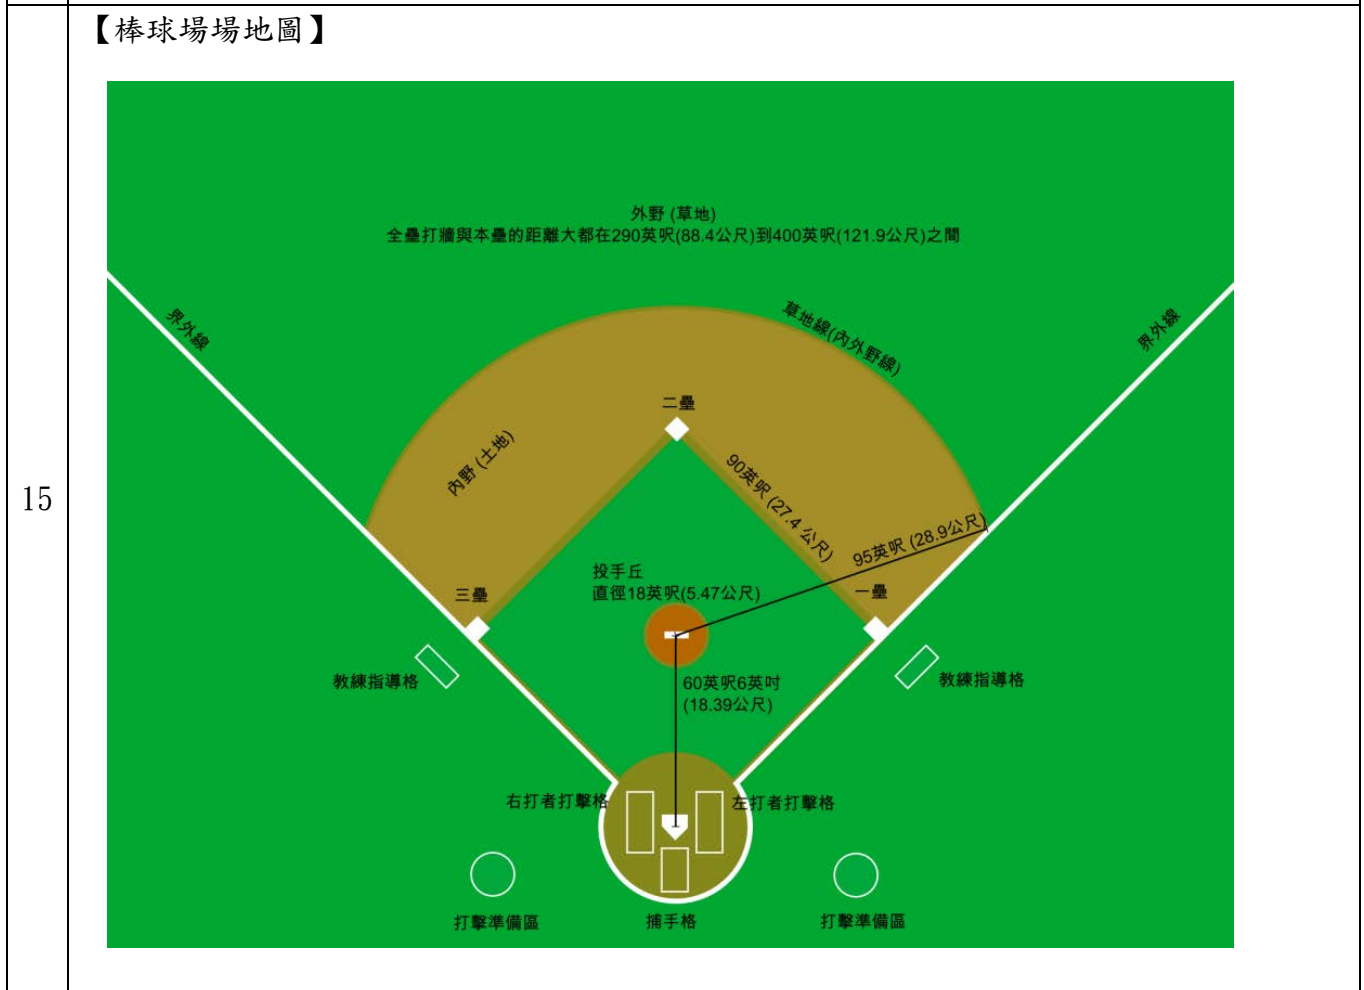 【棒球場場地圖】
外野 (草地)
全壘打牆與本壘的距離大都在290英呎(88.4公尺)到400英呎(121.9公尺)之間
界外線
草地線(內外野線)
界外線
二壘
內野 (土地)
90英呎 (27.4 公尺)
15
95英呎 (28.9公尺)
投手丘
直徑18英呎(5.47公尺)
三壘
一壘
教練指導格
60英呎6英吋
(18.39公尺)
教練指導格
右打者打擊格
左打者打擊格
打擊準備區
捕手格
打擊準備區